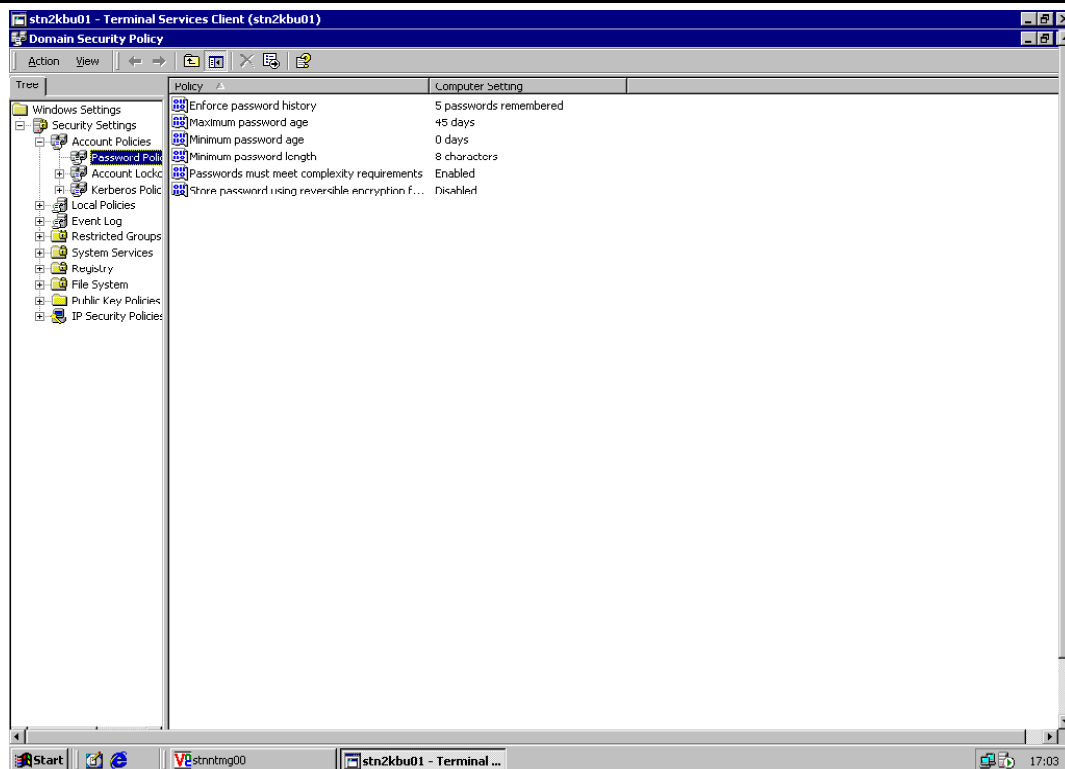 stn2kbu01 - Terminal Services Client (stn2kbu01)
Domain Security Policy
Action View
Tree
Policy Computer Setting
Windows Settings
Security Settings
Account Policies
Password Polic
Account Lockc
Kerberos Polic
Local Policies
Event Log
Restricted Groups
System Services
Registry
File System
Public Key Policies
IP Security Policies
Enforce password history 5 passwords remembered
Maximum password age 45 days
Minimum password age 0 days
Minimum password length 8 characters
Passwords must meet complexity requirements Enabled
Store password using reversible encryption f... Disabled
Start stnntmg00 stn2kbu01 - Terminal ... 17:03